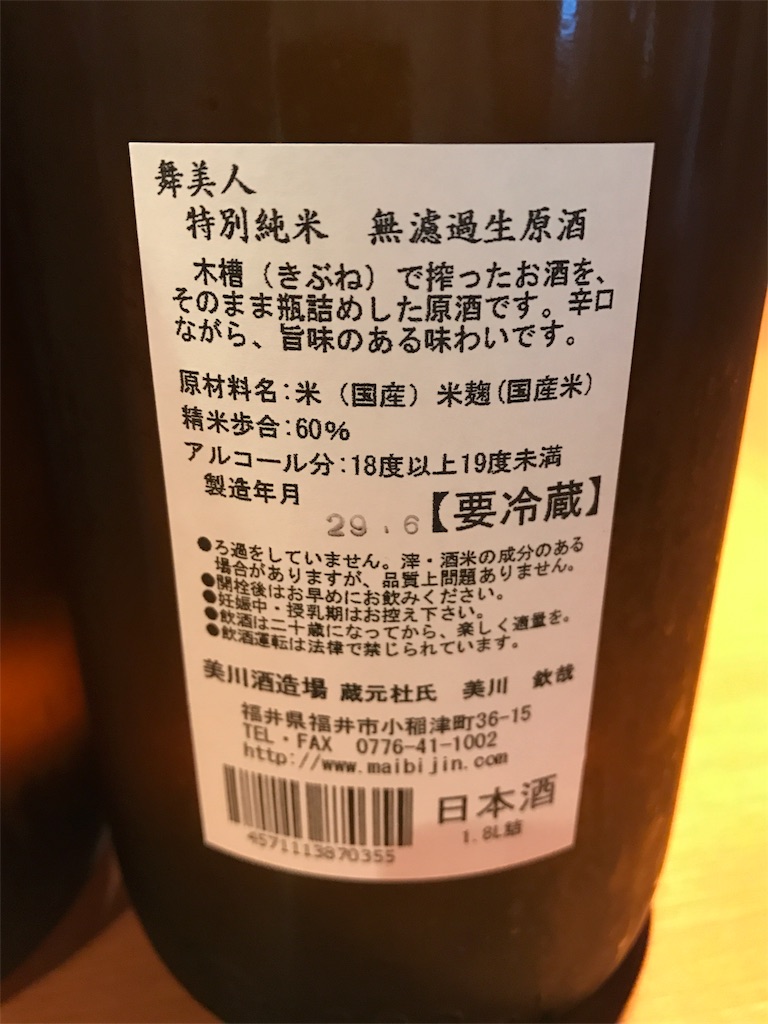 舞美人
特別純米　無濾過生原酒
木槽（きぶね）で搾ったお酒を、
そのまま瓶詰めした原酒です。辛口
ながら、旨味のある味わいです。
原材料名：米（国産）米麹（国産米）
精米歩合：60％
アルコール分：18度以上19度未満
製造年月
29.6【要冷蔵】
●ろ過をしていません。滓・酒米の成分のある
場合がありますが、品質上問題ありません。
●開栓後はお早めにお飲みください。
●妊娠中・授乳期はお控え下さい。
●飲酒は二十歳になってから、楽しく適量を。
●飲酒運転は法律で禁じられています。
美川酒造場 蔵元杜氏　美川　欽哉
福井県福井市小稲津町36-15
TEL・FAX　0776-41-1002
http://www.maibijin.com
日本酒
1.8L詰
4571113870355